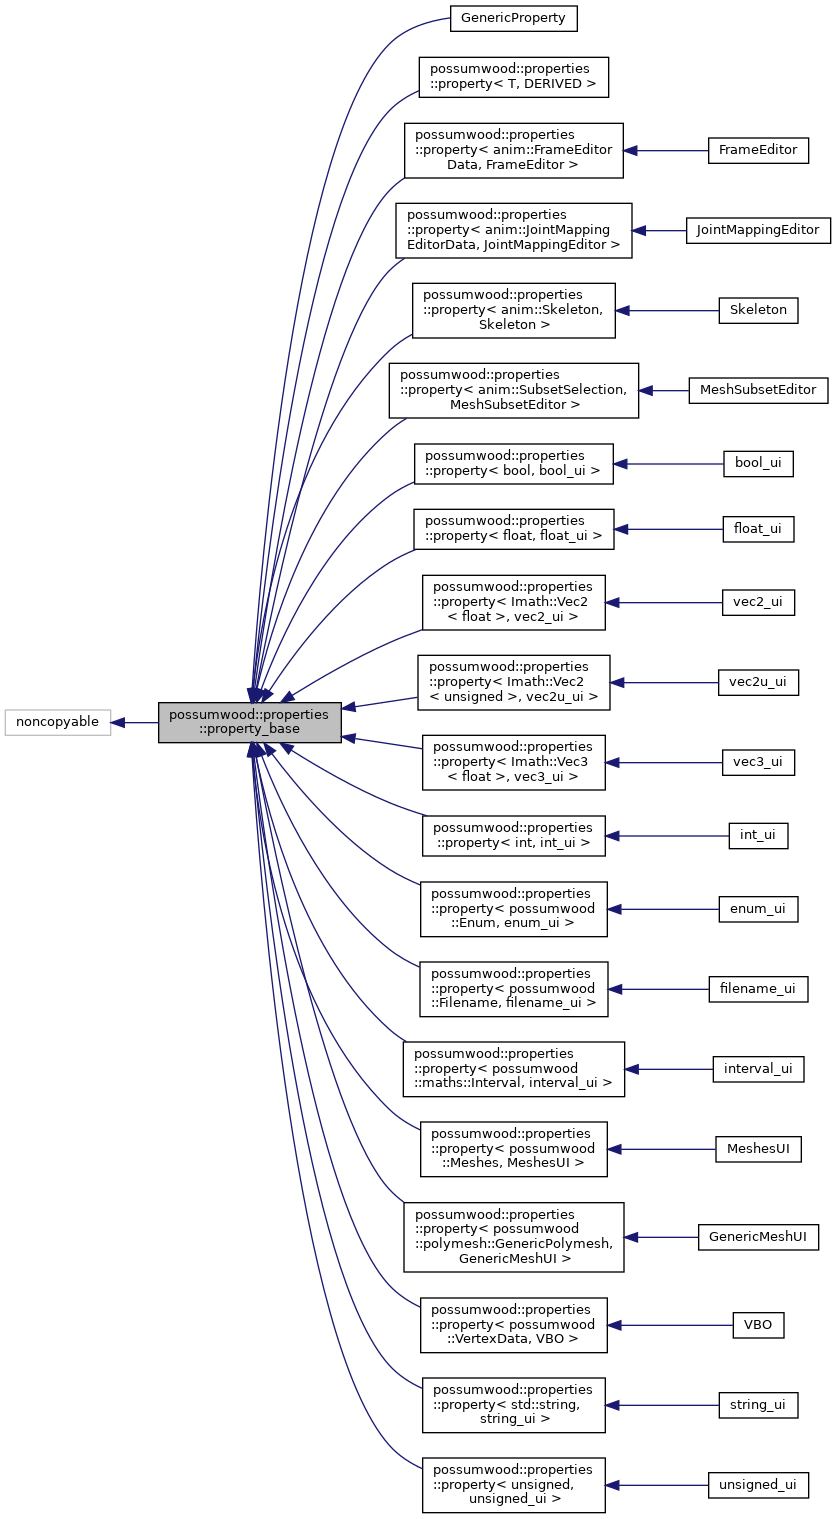 GenericProperty
possumwood::properties
::property< T, DERIVED >
possumwood::properties
::property< anim::FrameEditor
Data, FrameEditor >
FrameEditor
possumwood::properties
::property< anim::JointMapping
EditorData, JointMappingEditor >
JointMappingEditor
possumwood::properties
::property< anim::Skeleton,
Skeleton >
Skeleton
possumwood::properties
::property< anim::SubsetSelection,
MeshSubsetEditor >
MeshSubsetEditor
possumwood::properties
::property< bool, bool_ui >
bool_ui
possumwood::properties
::property< float, float_ui >
float_ui
possumwood::properties
::property< Imath::Vec2
< float >, vec2_ui >
vec2_ui
possumwood::properties
::property< Imath::Vec2
< unsigned >, vec2u_ui >
vec2u_ui
noncopyable
possumwood::properties
::property_base
possumwood::properties
::property< Imath::Vec3
< float >, vec3_ui >
vec3_ui
possumwood::properties
::property< int, int_ui >
int_ui
possumwood::properties
::property< possumwood
::Enum, enum_ui >
enum_ui
possumwood::properties
::property< possumwood
::Filename, filename_ui >
filename_ui
possumwood::properties
::property< possumwood
::maths::Interval, interval_ui >
interval_ui
possumwood::properties
::property< possumwood
::Meshes, MeshesUI >
MeshesUI
possumwood::properties
::property< possumwood
::polymesh::GenericPolymesh,
GenericMeshUI >
GenericMeshUI
possumwood::properties
::property< possumwood
::VertexData, VBO >
VBO
possumwood::properties
::property< std::string,
string_ui >
string_ui
possumwood::properties
::property< unsigned,
unsigned_ui >
unsigned_ui